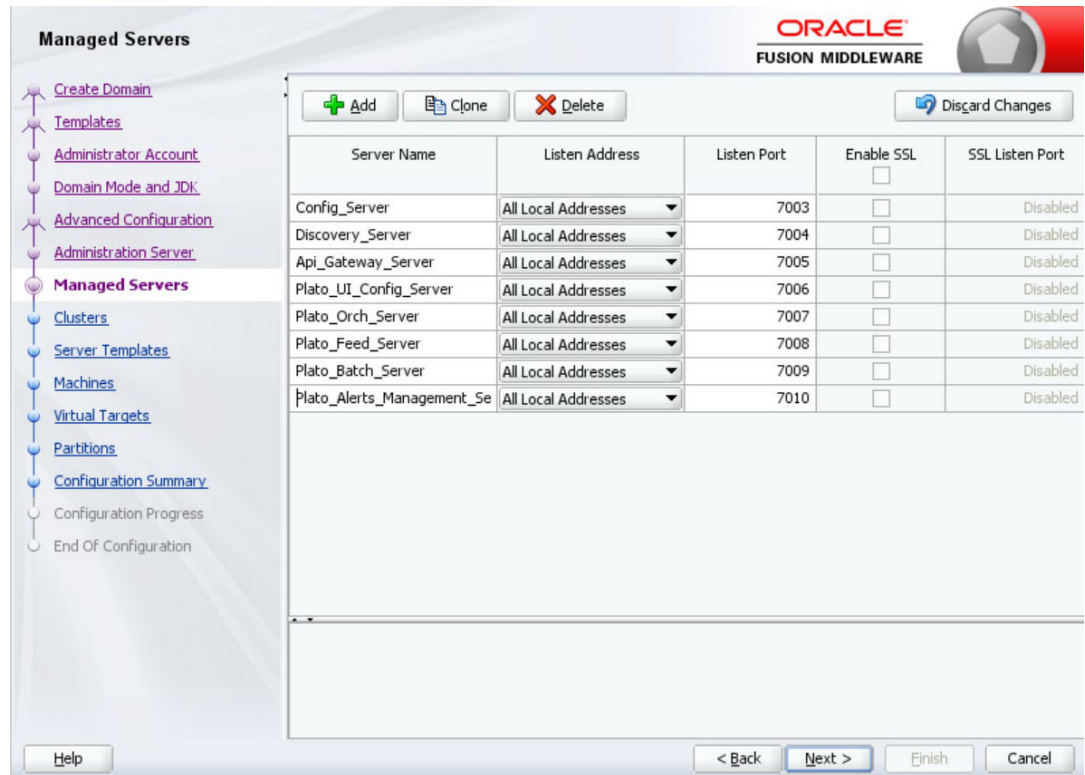 Managed Servers
ORACLE
FUSION MIDDLEWARE
Create Domain
Templates
Administrator Account
Domain Mode and JDK
Advanced Configuration
Administration Server
Managed Servers
Clusters
Server Templates
Machines
Virtual Targets
Partitions
Configuration Summary
Configuration Progress
End Of Configuration
Add Clone Delete Discard Changes
Server Name Listen Address Listen Port Enable SSL SSL Listen Port
Config_Server All Local Addresses 7003 Disabled
Discovery_Server All Local Addresses 7004 Disabled
Api_Gateway_Server All Local Addresses 7005 Disabled
Plato_UI_Config_Server All Local Addresses 7006 Disabled
Plato_Orch_Server All Local Addresses 7007 Disabled
Plato_Feed_Server All Local Addresses 7008 Disabled
Plato_Batch_Server All Local Addresses 7009 Disabled
Plato_Alerts_Management_Se All Local Addresses 7010 Disabled
Help < Back Next > Finish Cancel